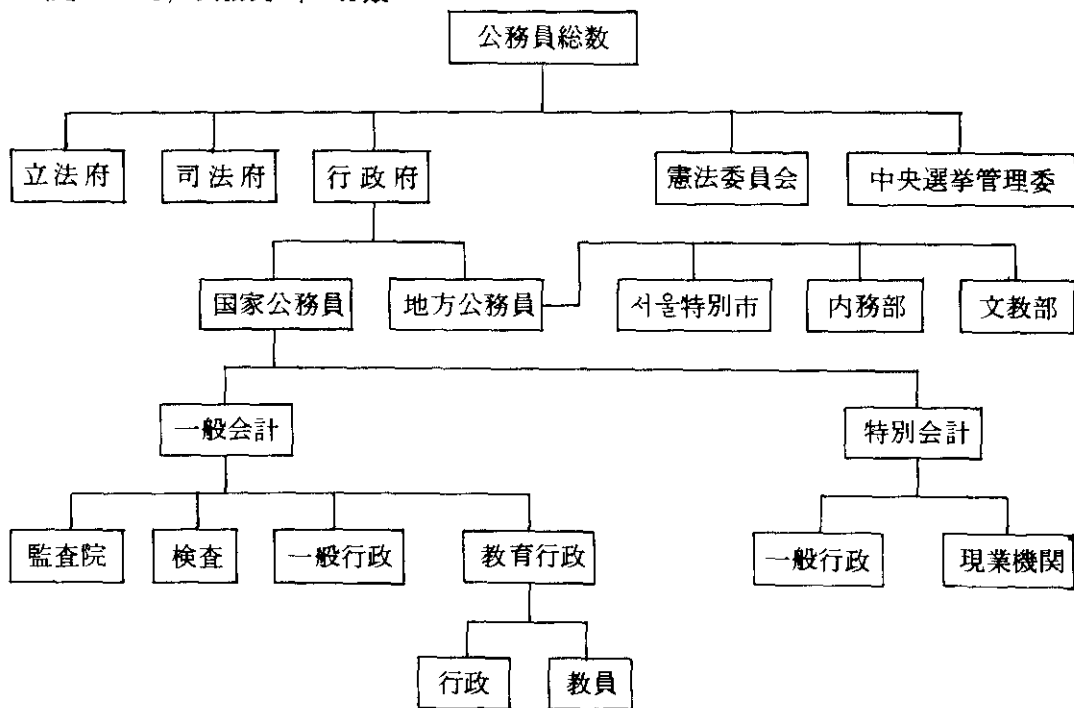 公務員総数
立法府 司法府 行政府 憲法委員会 中央選挙管理委
国家公務員 地方公務員 서울特別市 内務部 文教部
一般会計 特別会計
監査院 検査 一般行政 教育行政 一般行政 現業機関
行政 教員